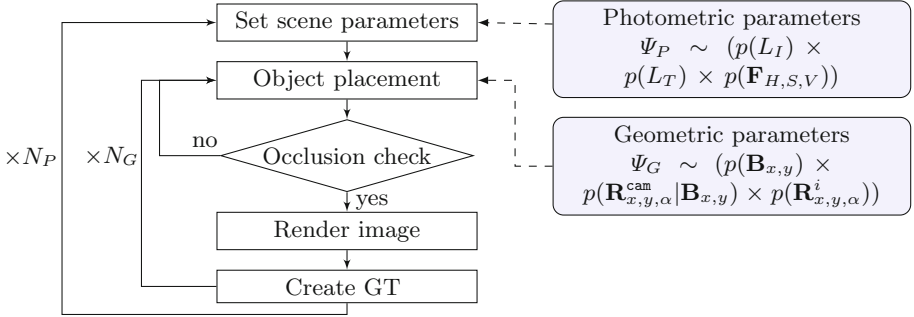 Set scene parameters
Object placement
no
Occlusion check
×N_P
×N_G
yes
Render image
Create GT
Photometric parameters
Ψ_P ∼ (p(L_I) ×
p(L_T) × p(F_{H,S,V}))
Geometric parameters
Ψ_G ∼ (p(B_{x,y}) ×
p(R^{cam}_{x,y,α}|B_{x,y}) × p(R^i_{x,y,α}))